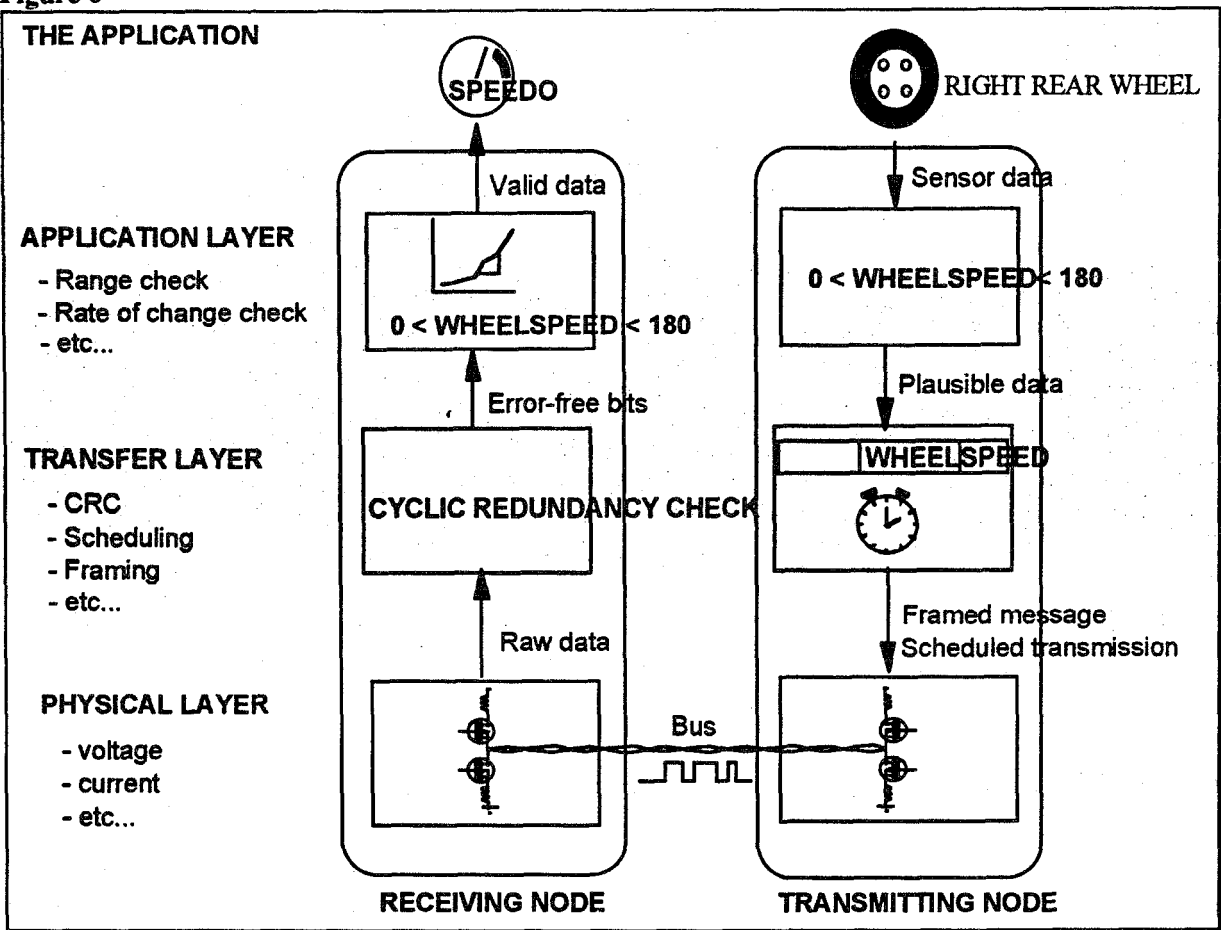 THE APPLICATION
SPEEDO
RIGHT REAR WHEEL
Valid data
Sensor data
APPLICATION LAYER
- Range check
- Rate of change check
- etc...
0 < WHEELSPEED < 180
0 < WHEELSPEED < 180
Error-free bits
Plausible data
TRANSFER LAYER
- CRC
- Scheduling
- Framing
- etc...
CYCLIC REDUNDANCY CHECK
WHEELSPEED
Raw data
Framed message
Scheduled transmission
PHYSICAL LAYER
- voltage
- current
- etc...
Bus
RECEIVING NODE
TRANSMITTING NODE